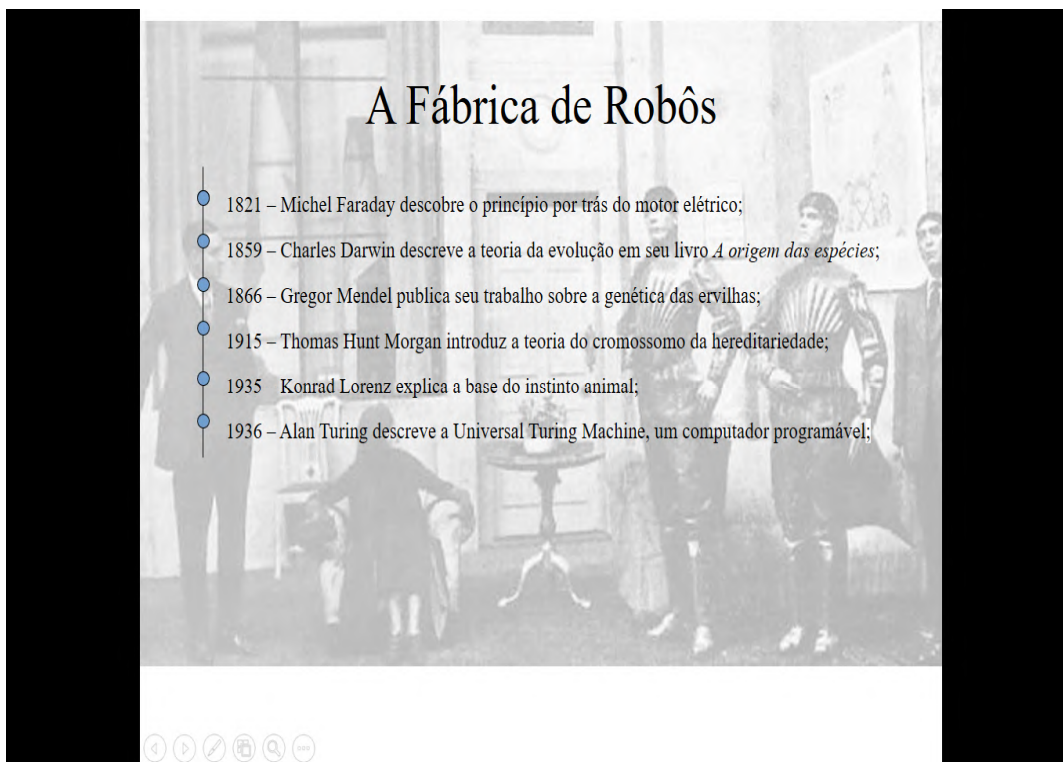 A Fábrica de Robôs
1821 – Michel Faraday descobre o princípio por trás do motor elétrico;
1859 – Charles Darwin descreve a teoria da evolução em seu livro A origem das espécies;
1866 – Gregor Mendel publica seu trabalho sobre a genética das ervilhas;
1915 – Thomas Hunt Morgan introduz a teoria do cromossomo da hereditariedade;
1935 Konrad Lorenz explica a base do instinto animal;
1936 – Alan Turing descreve a Universal Turing Machine, um computador programável;